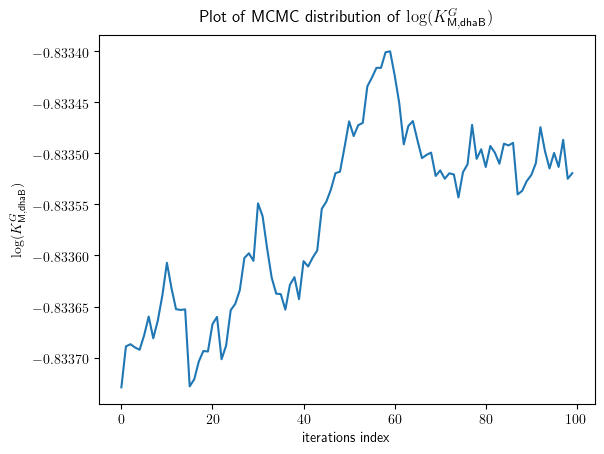 Plot of MCMC distribution of log(K^G_M,dhaB)
−0.83340
−0.83345
−0.83350
−0.83355
−0.83360
−0.83365
−0.83370
log(K^G_M,dhaB)
0 20 40 60 80 100
iterations index